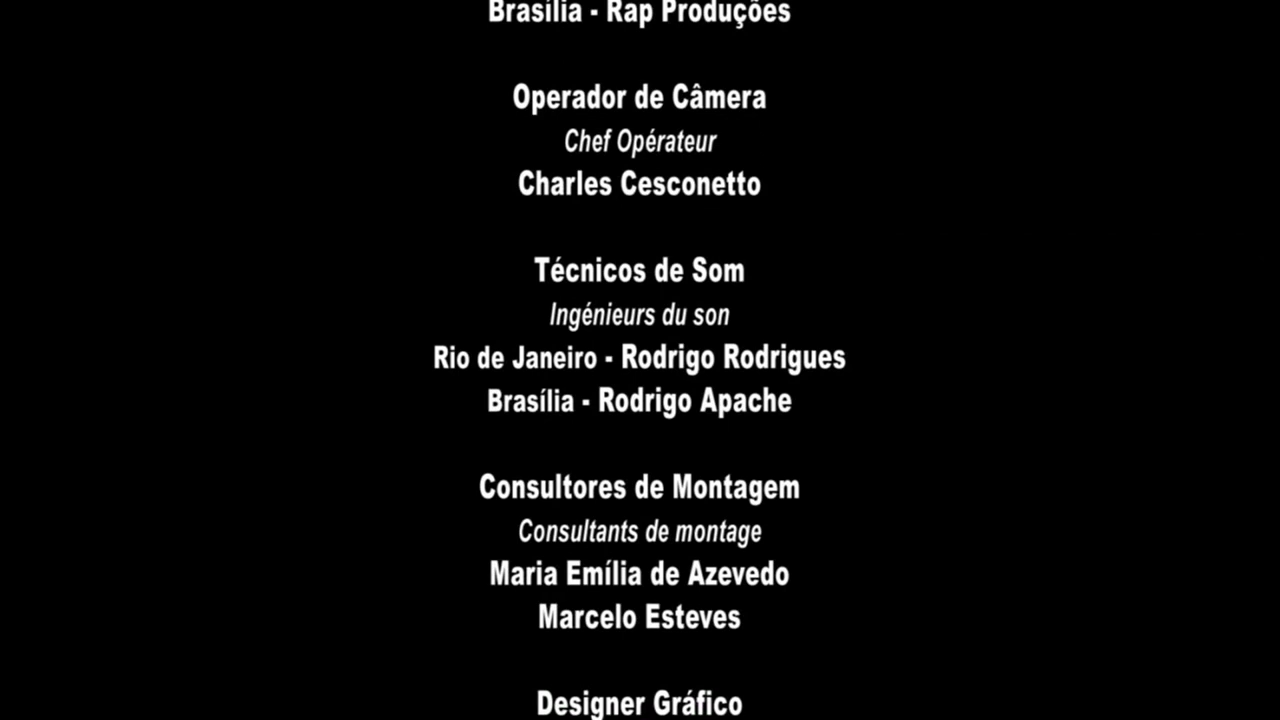 Brasília - Rap Produções
Operador de Câmera
Chef Opérateur
Charles Cesconetto
Técnicos de Som
Ingénieurs du son
Rio de Janeiro - Rodrigo Rodrigues
Brasília - Rodrigo Apache
Consultores de Montagem
Consultants de montage
Maria Emília de Azevedo
Marcelo Esteves
Designer Gráfico